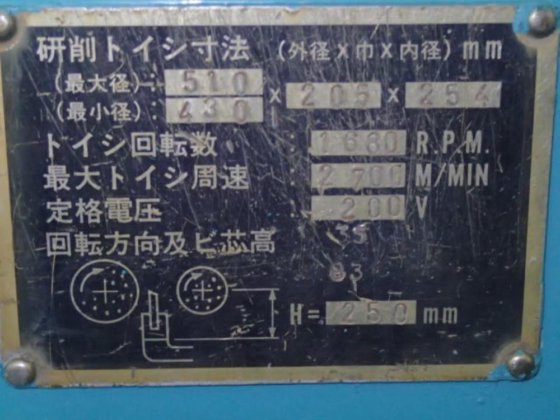 研削トイシ寸法 (外径×巾×内径) mm
(最大径): 510 × 205 × 254
(最小径): 430
トイシ回転数 : 1680 R.P.M.
最大トイシ周速 : 2700 M/MIN
定格電圧 : 200 V
回転方向及ビ芯高
H= 250 mm